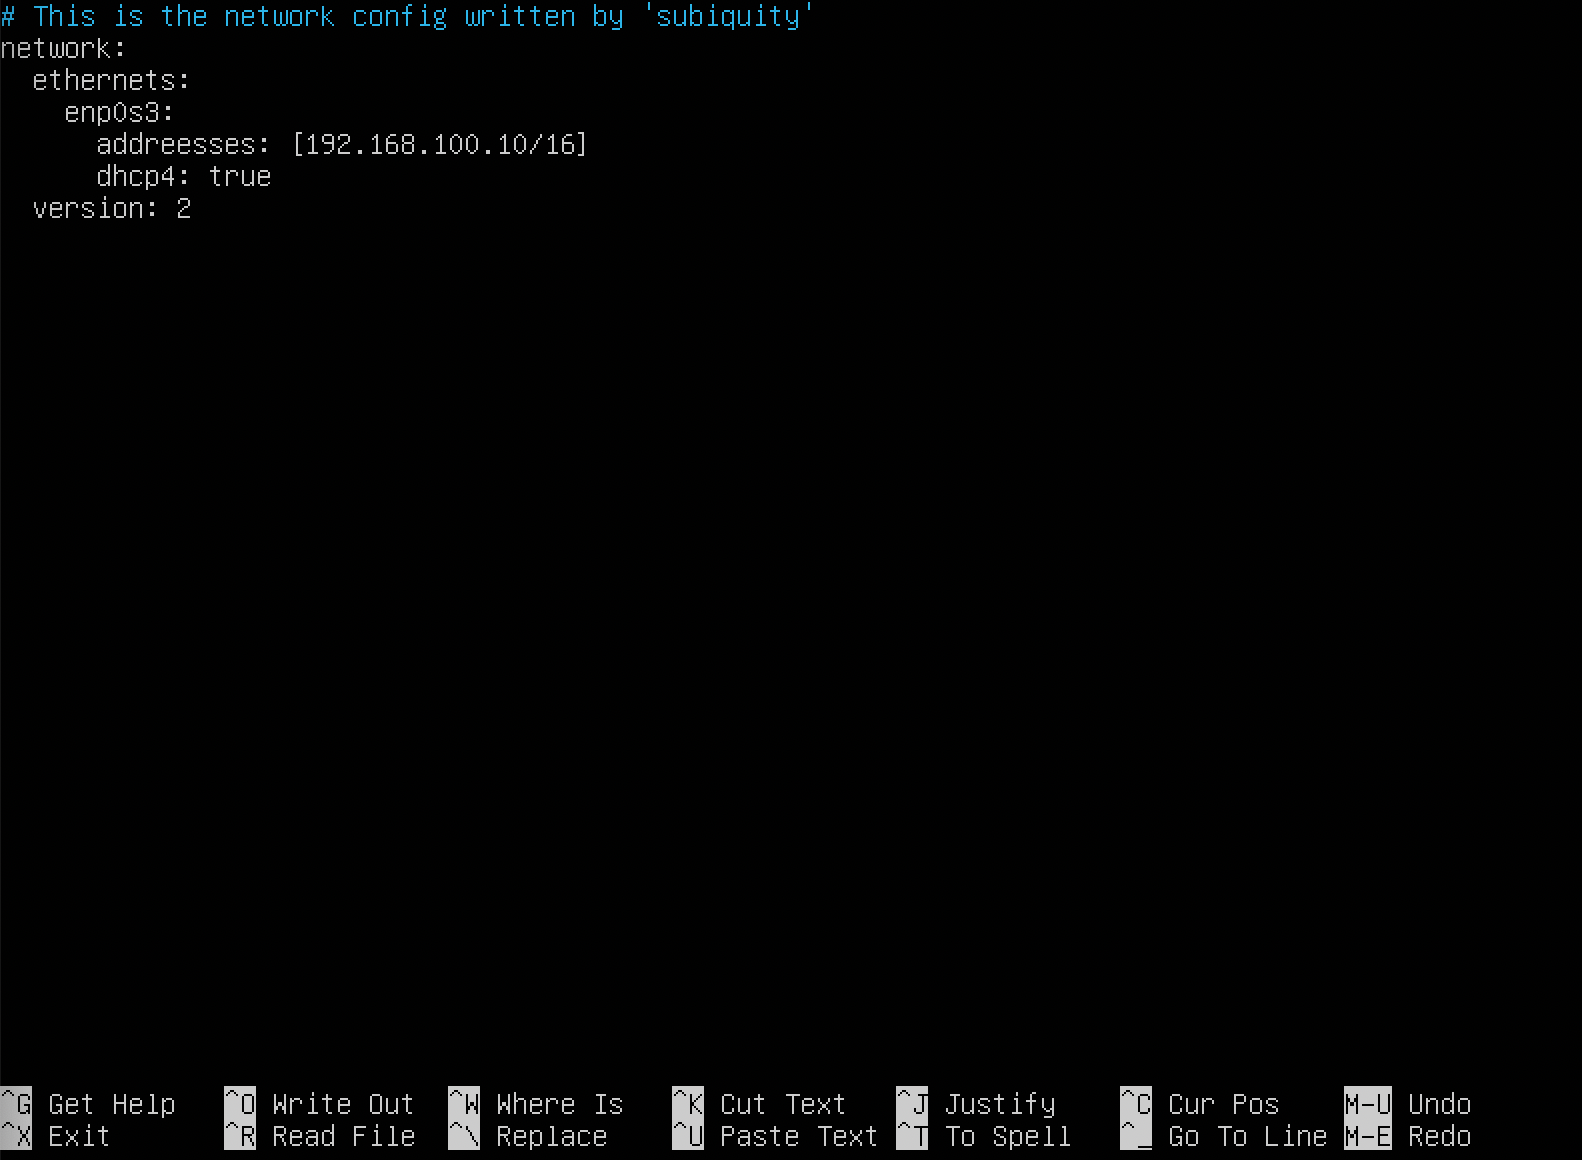 # This is the network config written by 'subiquity'
network:
  ethernets:
    enp0s3:
      addreesses: [192.168.100.10/16]
      dhcp4: true
  version: 2
^G Get Help ^O Write Out ^W Where Is ^K Cut Text ^J Justify ^C Cur Pos M-U Undo
^X Exit ^R Read File ^\ Replace ^U Paste Text ^T To Spell ^_ Go To Line M-E Redo